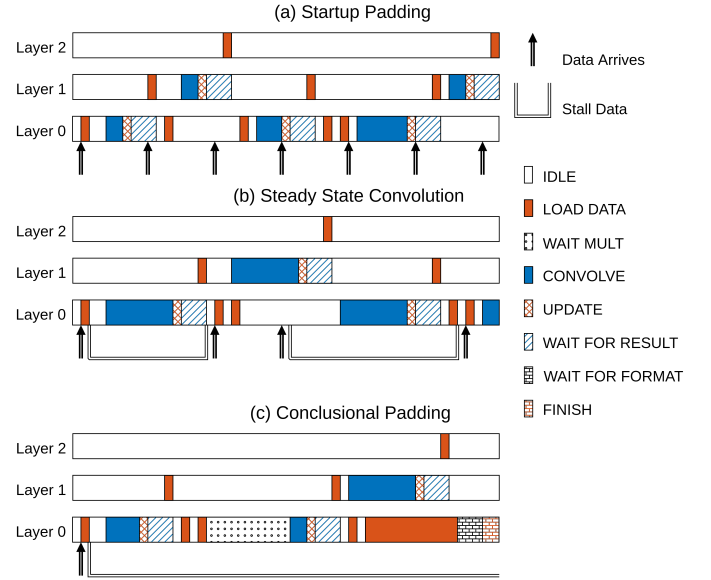 (a) Startup Padding
Layer 2
Layer 1
Layer 0
Data Arrives
Stall Data
(b) Steady State Convolution
Layer 2
Layer 1
Layer 0
IDLE
LOAD DATA
WAIT MULT
CONVOLVE
UPDATE
WAIT FOR RESULT
WAIT FOR FORMAT
FINISH
(c) Conclusional Padding
Layer 2
Layer 1
Layer 0